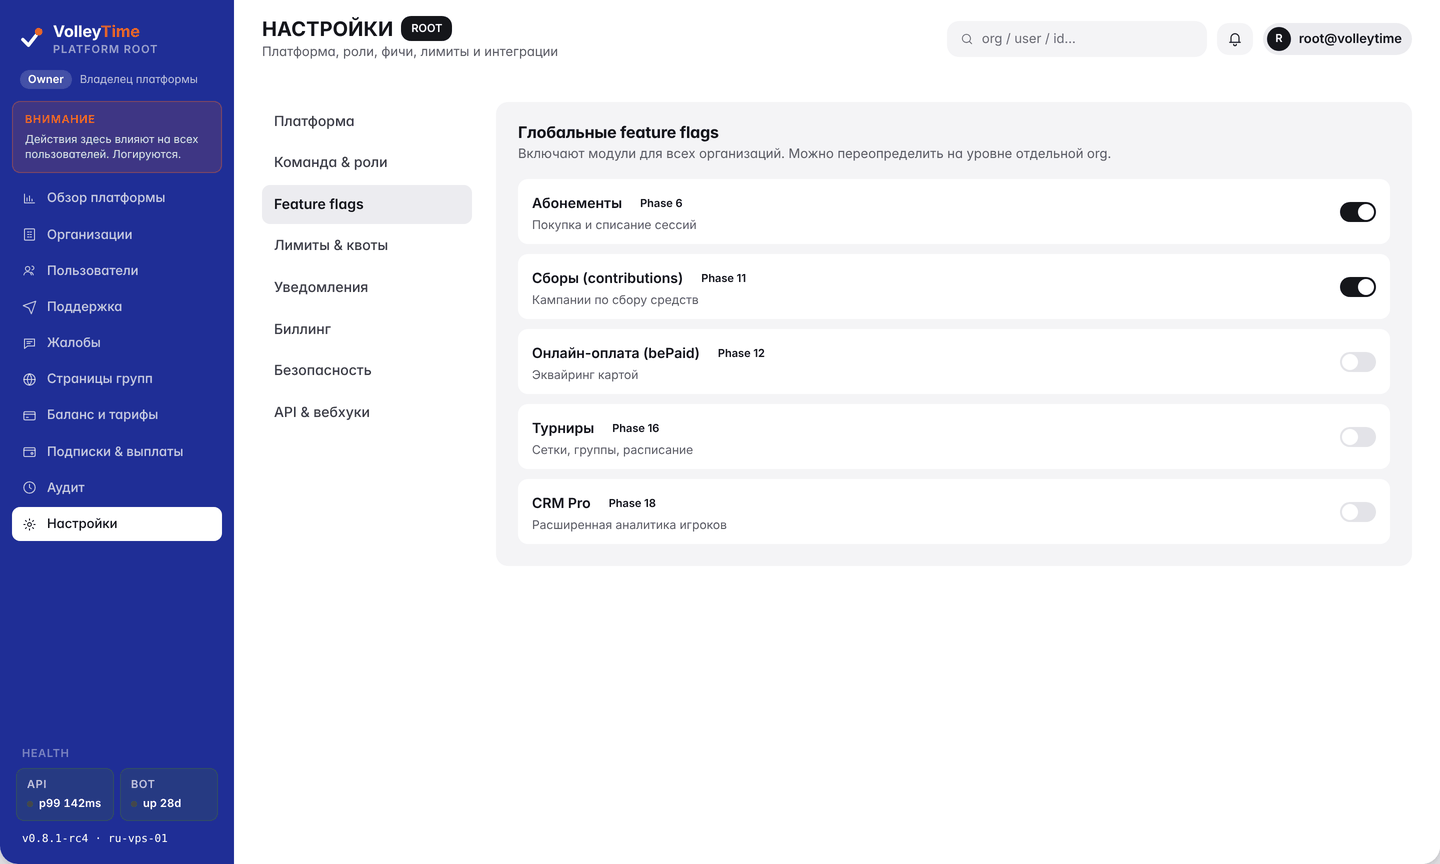 VolleyTime
PLATFORM ROOT
Owner Владелец платформы
ВНИМАНИЕ
Действия здесь влияют на всех
пользователей. Логируются.
Обзор платформы
Организации
Пользователи
Поддержка
Жалобы
Страницы групп
Баланс и тарифы
Подписки & выплаты
Аудит
Настройки
HEALTH
API
p99 142ms
BOT
up 28d
v0.8.1-rc4 · ru-vps-01
НАСТРОЙКИ ROOT
Платформа, роли, фичи, лимиты и интеграции
org / user / id...
R root@volleytime
Платформа
Команда & роли
Feature flags
Лимиты & квоты
Уведомления
Биллинг
Безопасность
API & вебхуки
Глобальные feature flags
Включают модули для всех организаций. Можно переопределить на уровне отдельной org.
Абонементы Phase 6
Покупка и списание сессий
Сборы (contributions) Phase 11
Кампании по сбору средств
Онлайн-оплата (bePaid) Phase 12
Эквайринг картой
Турниры Phase 16
Сетки, группы, расписание
CRM Pro Phase 18
Расширенная аналитика игроков